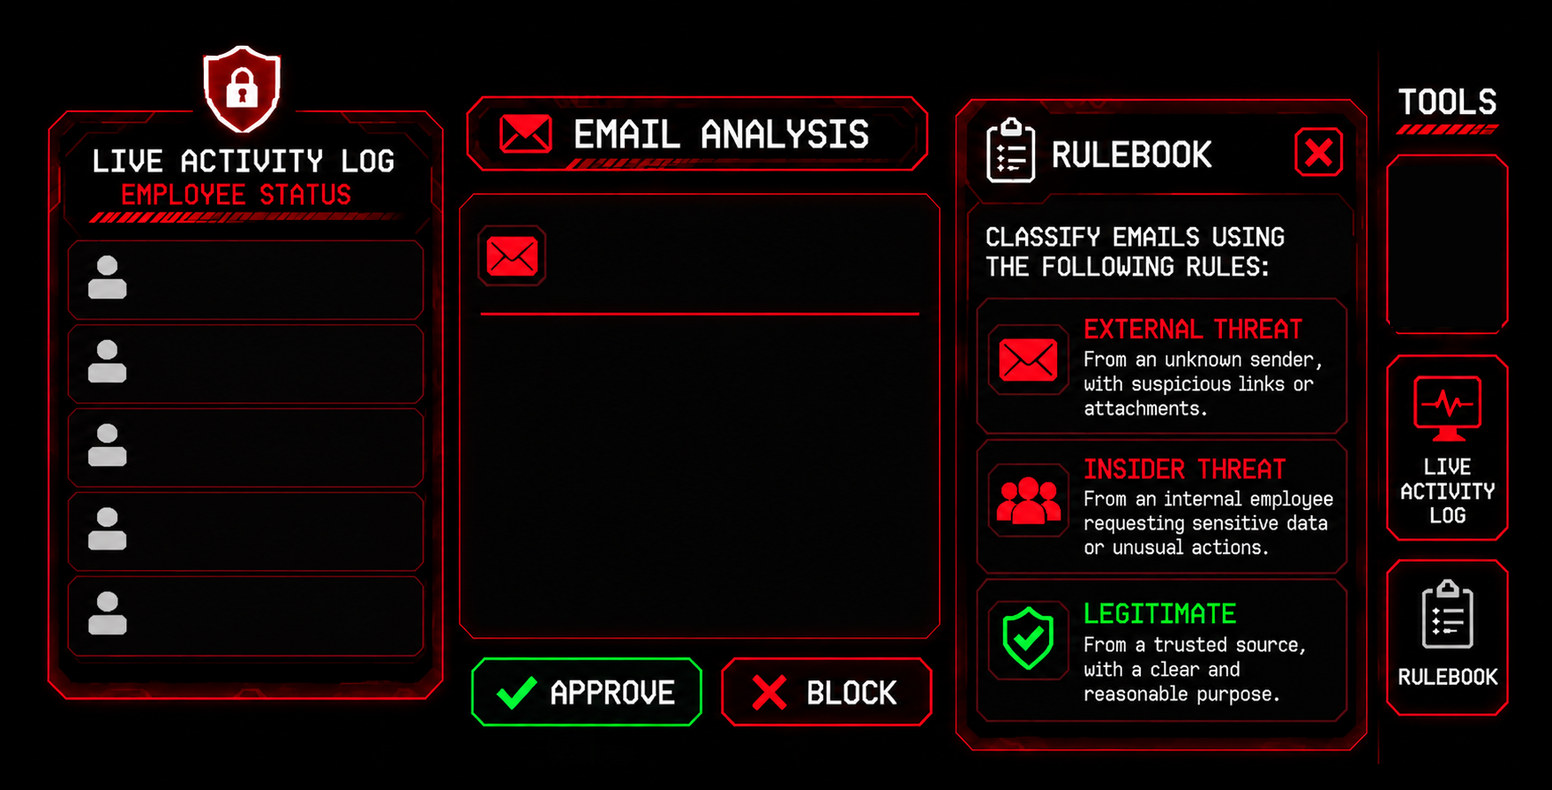 LIVE ACTIVITY LOG
EMPLOYEE STATUS
EMAIL ANALYSIS
APPROVE
BLOCK
RULEBOOK
CLASSIFY EMAILS USING
THE FOLLOWING RULES:
EXTERNAL THREAT
From an unknown sender,
with suspicious links or
attachments.
INSIDER THREAT
From an internal employee
requesting sensitive data
or unusual actions.
LEGITIMATE
From a trusted source,
with a clear and
reasonable purpose.
TOOLS
LIVE
ACTIVITY
LOG
RULEBOOK